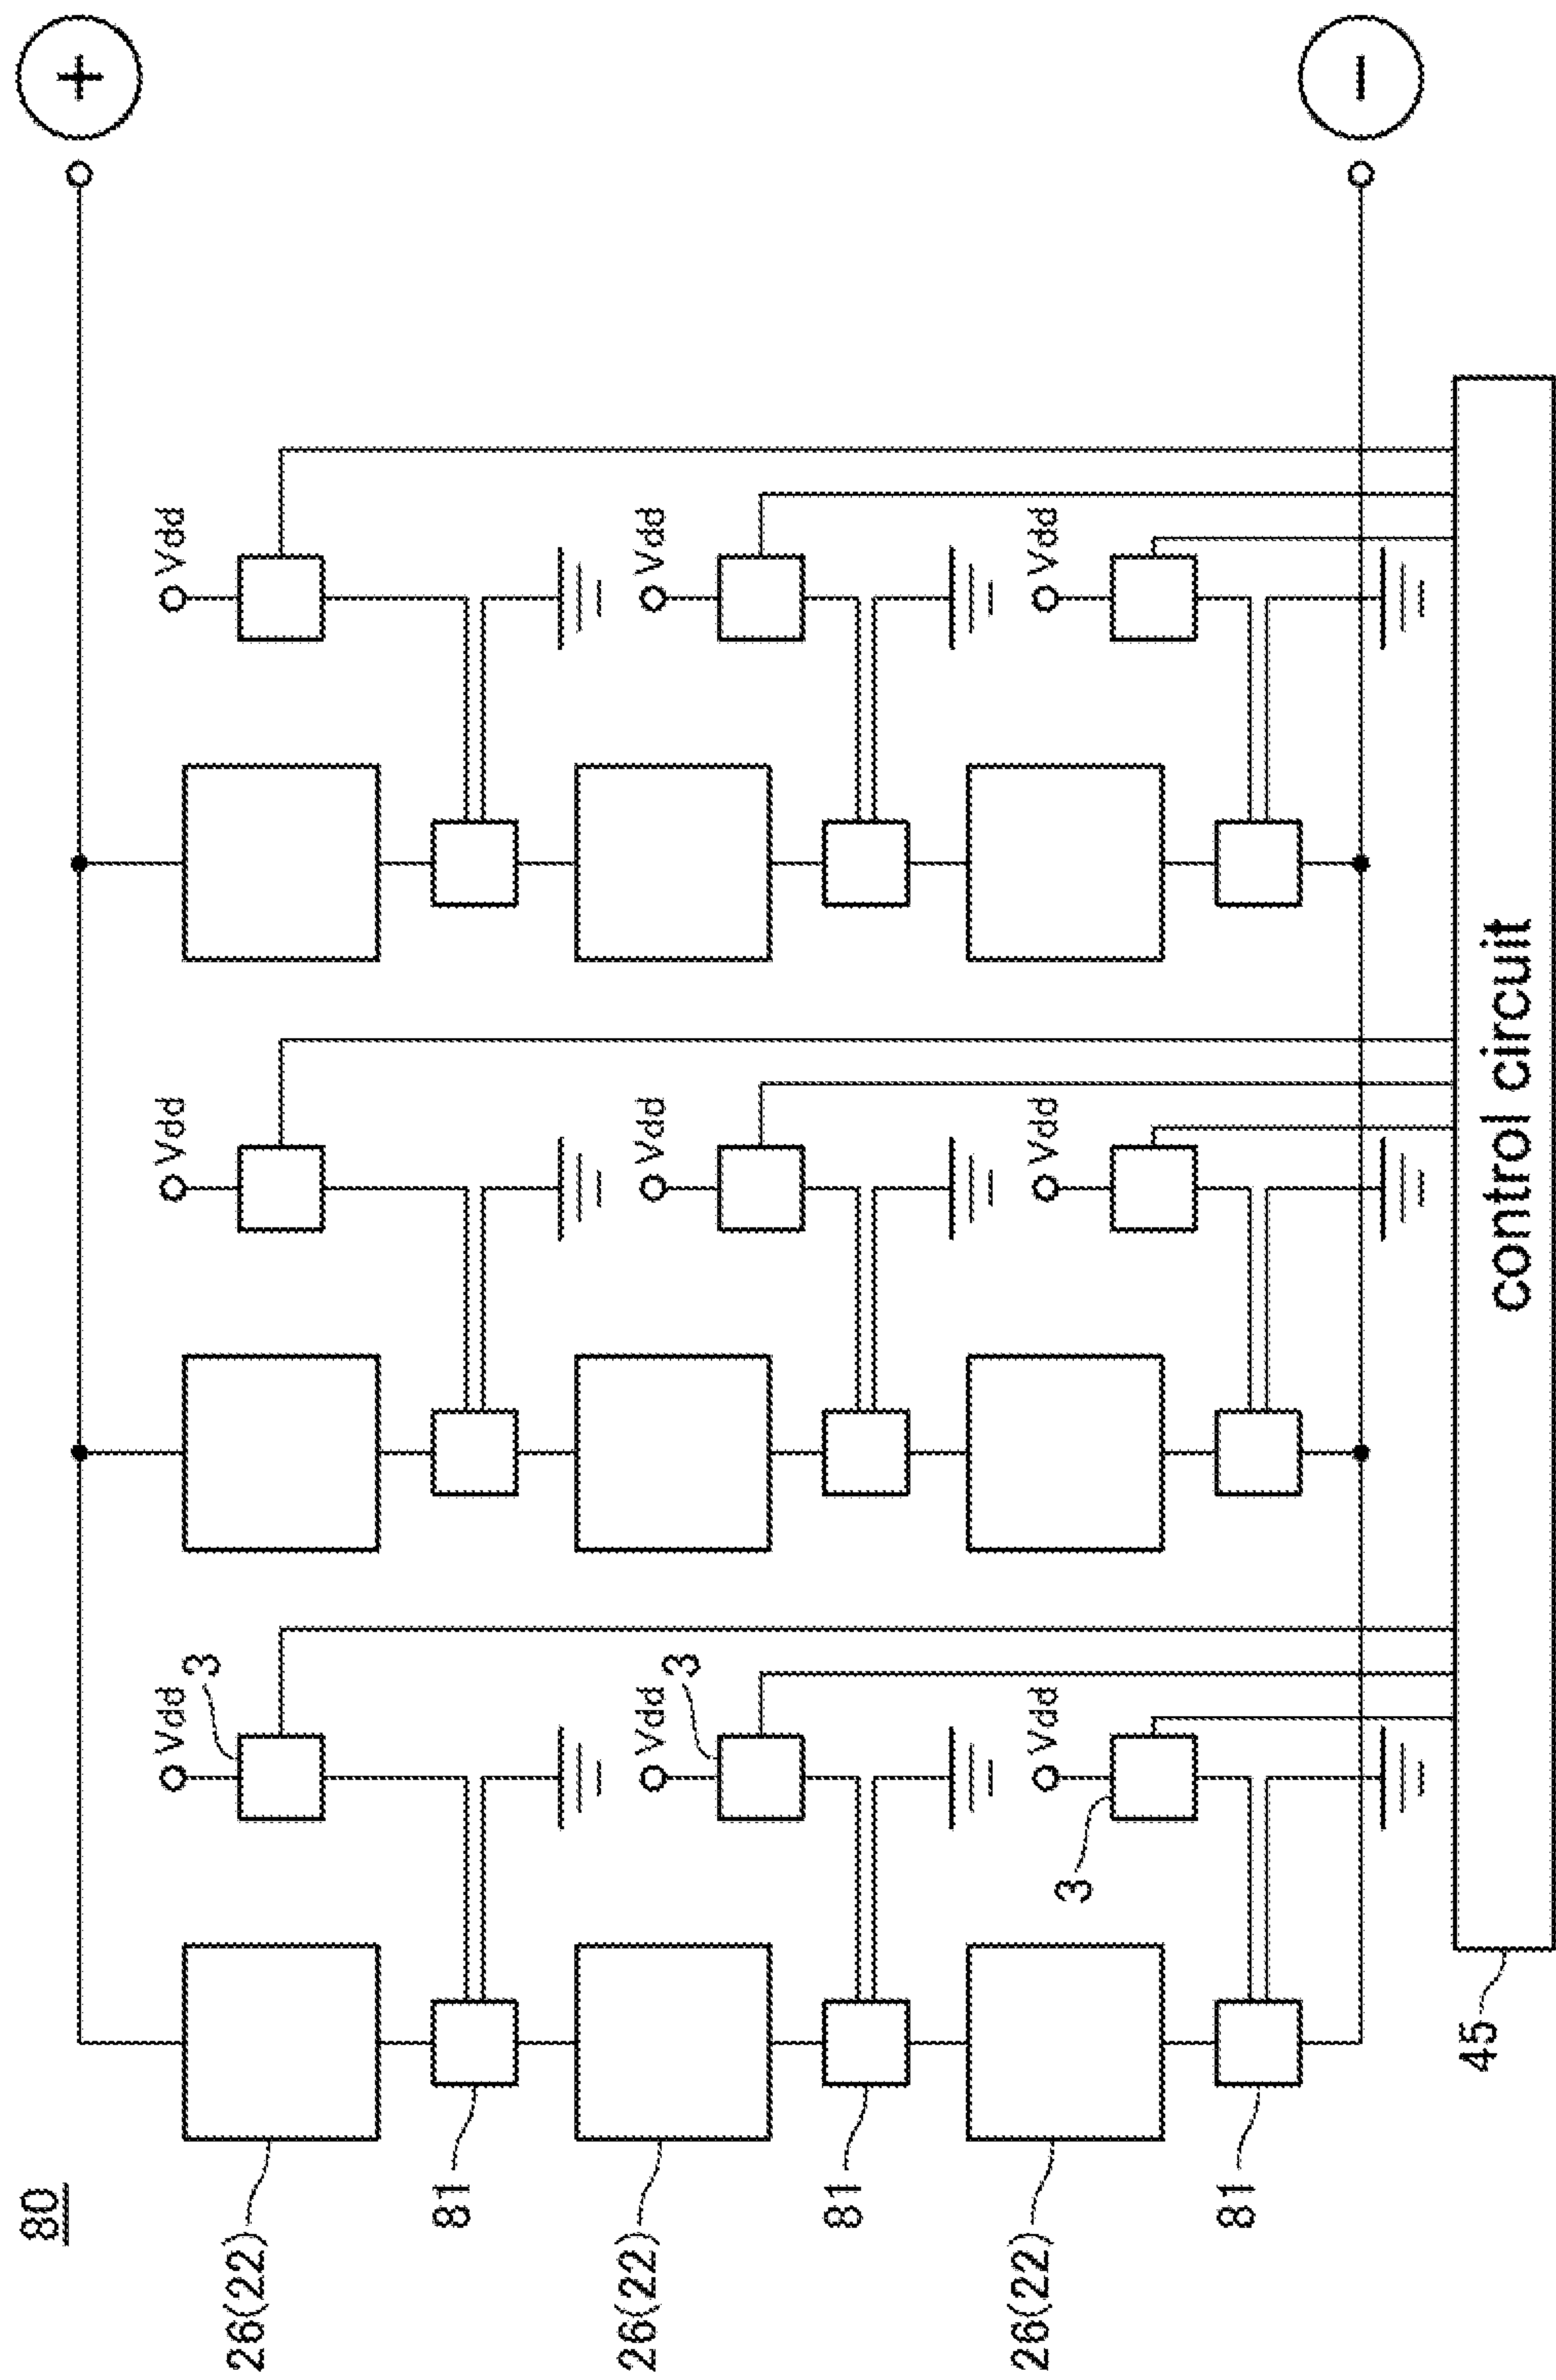 80
+
Vdd
Vdd
Vdd
3
26(22)
81
Vdd
Vdd
Vdd
3
26(22)
81
Vdd
Vdd
Vdd
3
26(22)
81
−
45
control circuit